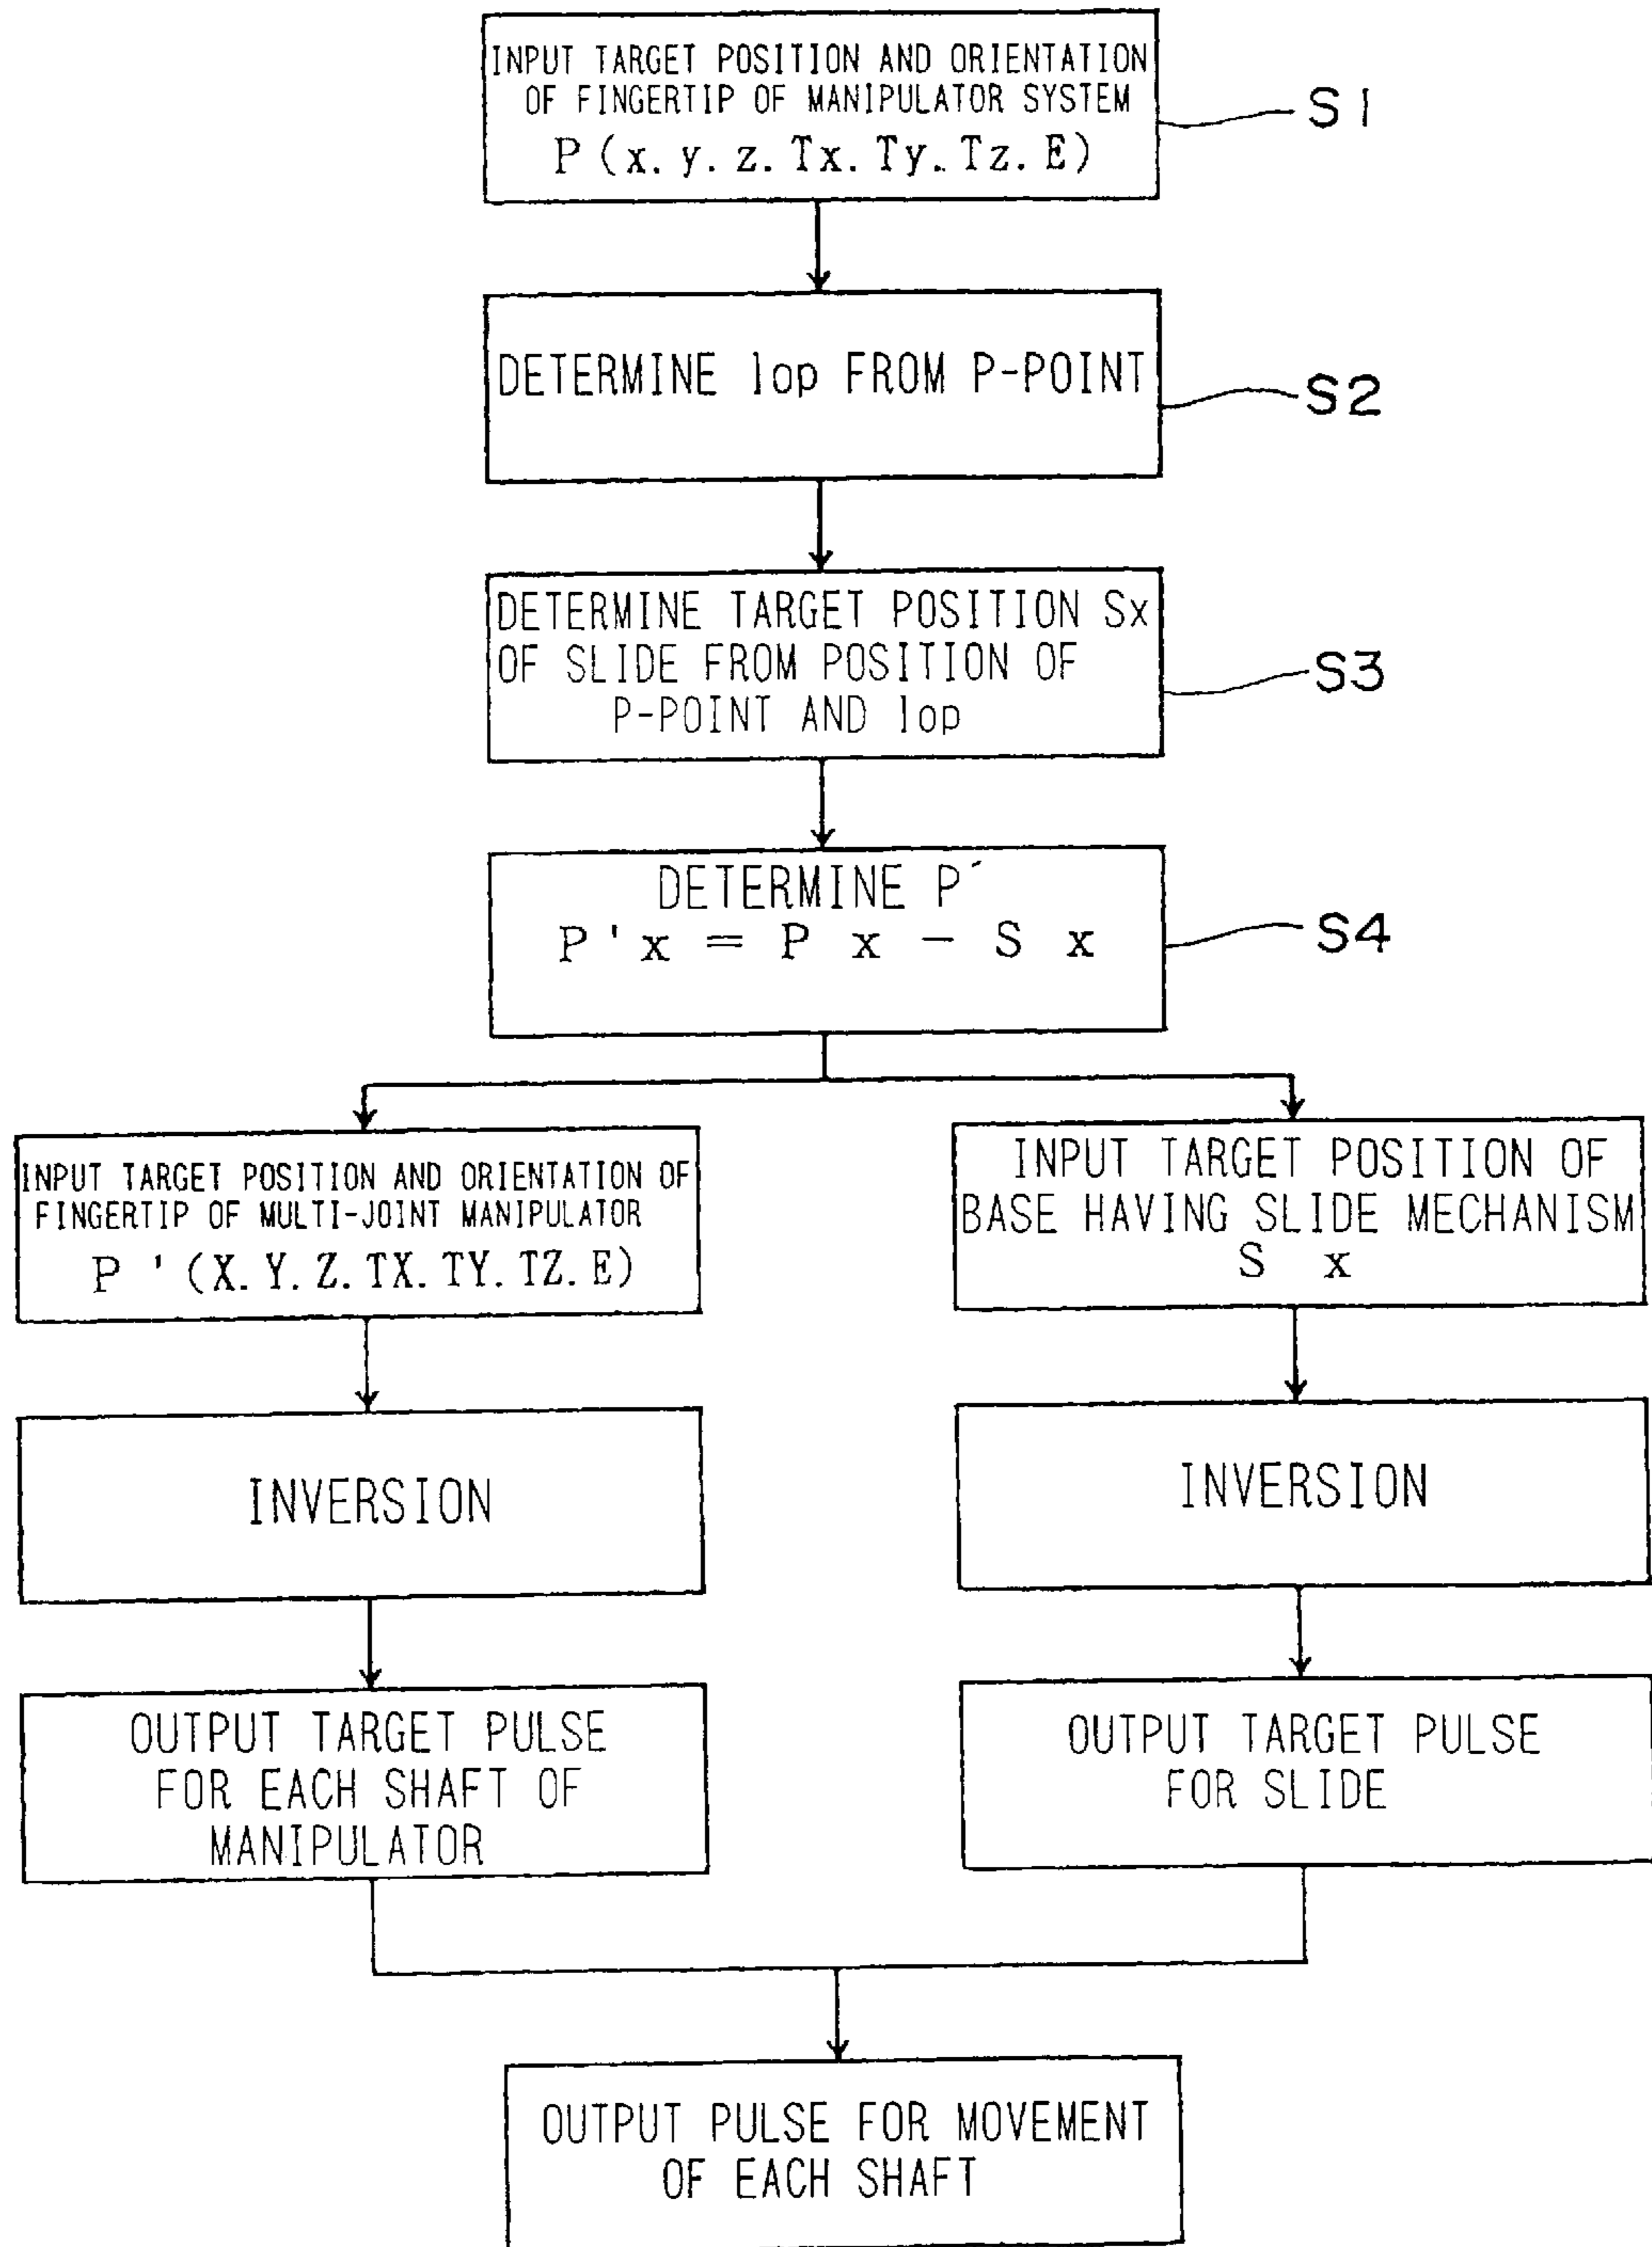 INPUT TARGET POSITION AND ORIENTATION
OF FINGERTIP OF MANIPULATOR SYSTEM
P (x. y. z. Tx. Ty. Tz. E)
S1
DETERMINE lop FROM P-POINT
S2
DETERMINE TARGET POSITION Sx
OF SLIDE FROM POSITION OF
P-POINT AND lop
S3
DETERMINE P´
P ' x = P x − S x
S4
INPUT TARGET POSITION AND ORIENTATION OF
FINGERTIP OF MULTI-JOINT MANIPULATOR
P ' (X. Y. Z. TX. TY. TZ. E)
INPUT TARGET POSITION OF
BASE HAVING SLIDE MECHANISM
S x
INVERSION
INVERSION
OUTPUT TARGET PULSE
FOR EACH SHAFT OF
MANIPULATOR
OUTPUT TARGET PULSE
FOR SLIDE
OUTPUT PULSE FOR MOVEMENT
OF EACH SHAFT